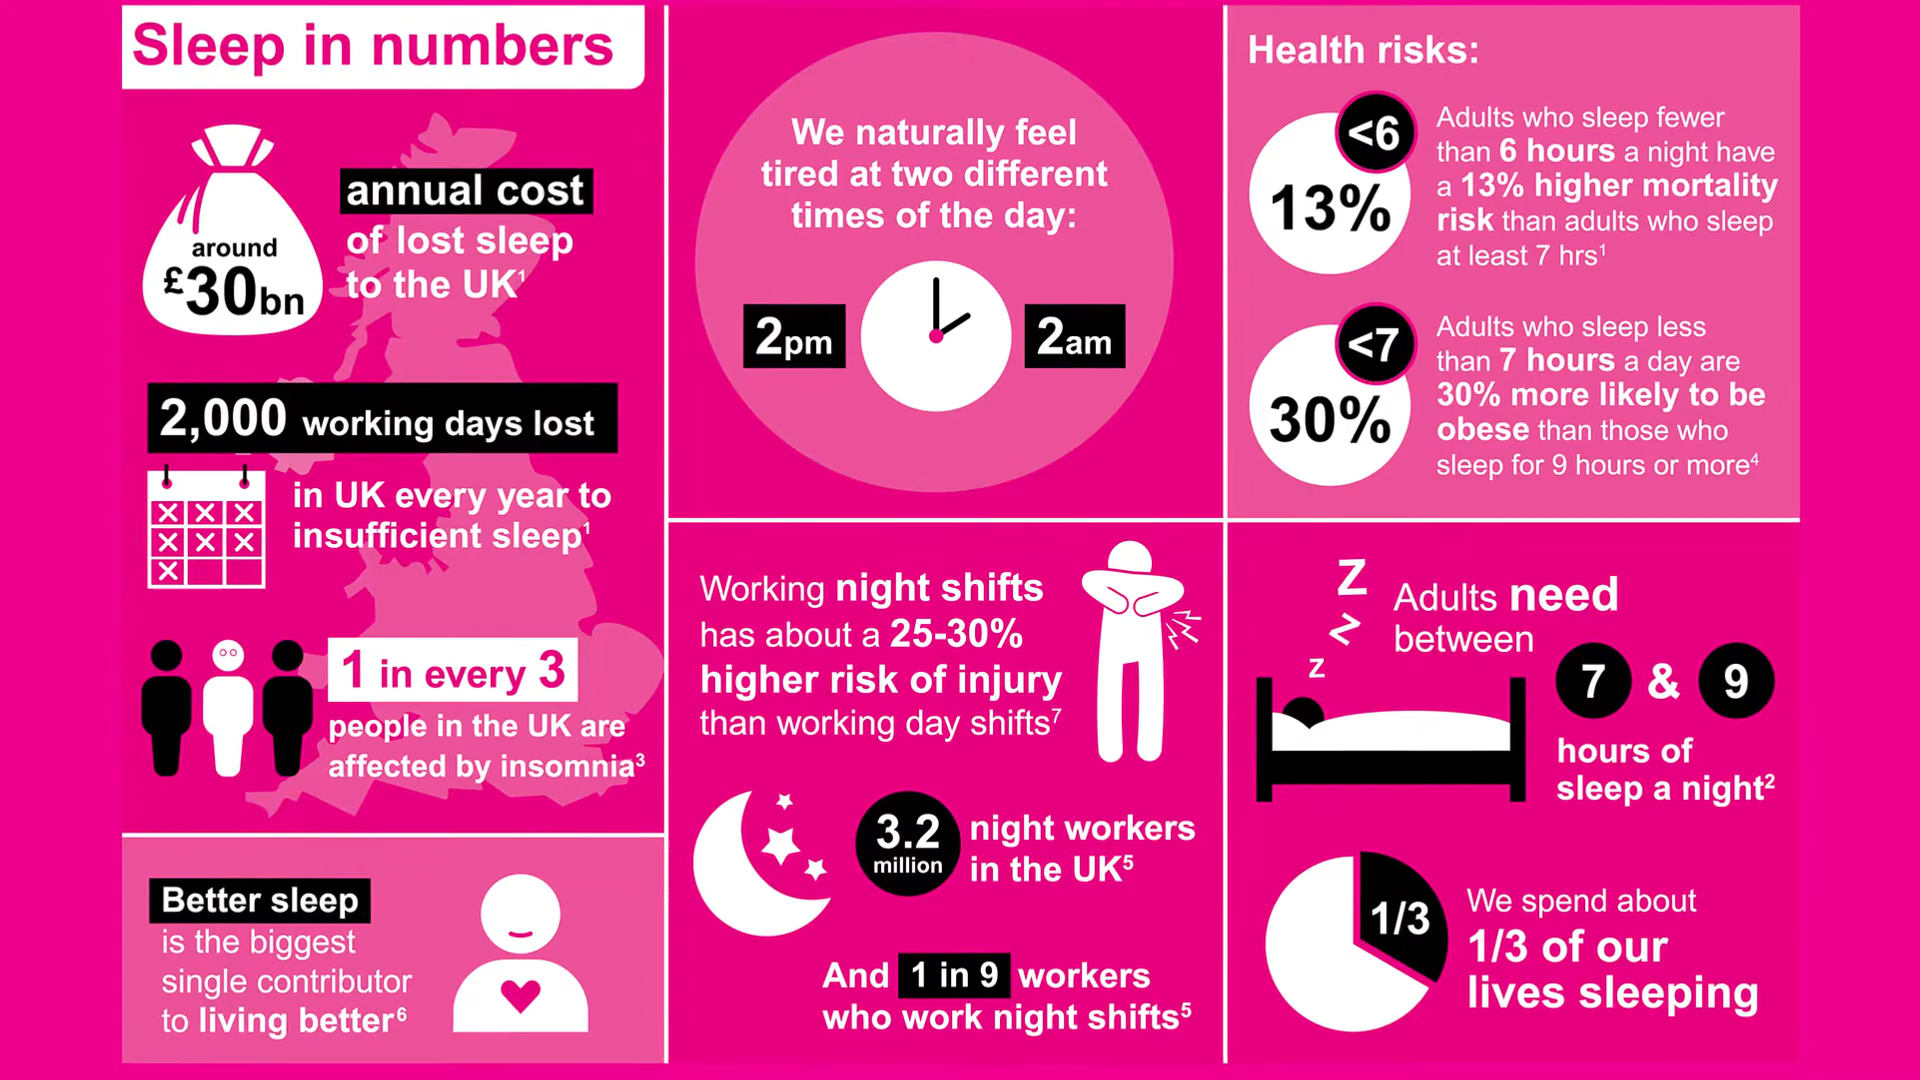 Sleep in numbers
around
£30bn
annual cost
of lost sleep
to the UK¹
2,000 working days lost
in UK every year to
insufficient sleep¹
1 in every 3
people in the UK are
affected by insomnia³
Better sleep
is the biggest
single contributor
to living better⁶
We naturally feel
tired at two different
times of the day:
2pm
2am
Working night shifts
has about a 25-30%
higher risk of injury
than working day shifts⁷
3.2
million
night workers
in the UK⁵
And 1 in 9 workers
who work night shifts⁵
Health risks:
<6
13%
Adults who sleep fewer
than 6 hours a night have
a 13% higher mortality
risk than adults who sleep
at least 7 hrs¹
<7
30%
Adults who sleep less
than 7 hours a day are
30% more likely to be
obese than those who
sleep for 9 hours or more⁴
Z
Z
Z
Adults need
between
7 & 9
hours of
sleep a night²
1/3
We spend about
1/3 of our
lives sleeping